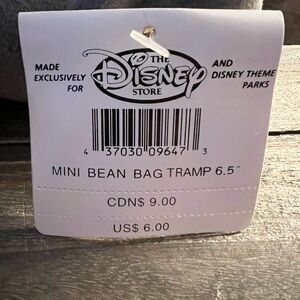 MADE
EXCLUSIVELY
FOR
THE
DISNEY
STORE
AND
DISNEY THEME
PARKS
4 37030 09647 3
MINI BEAN BAG TRAMP 6.5"
CDN$ 9.00
US$ 6.00